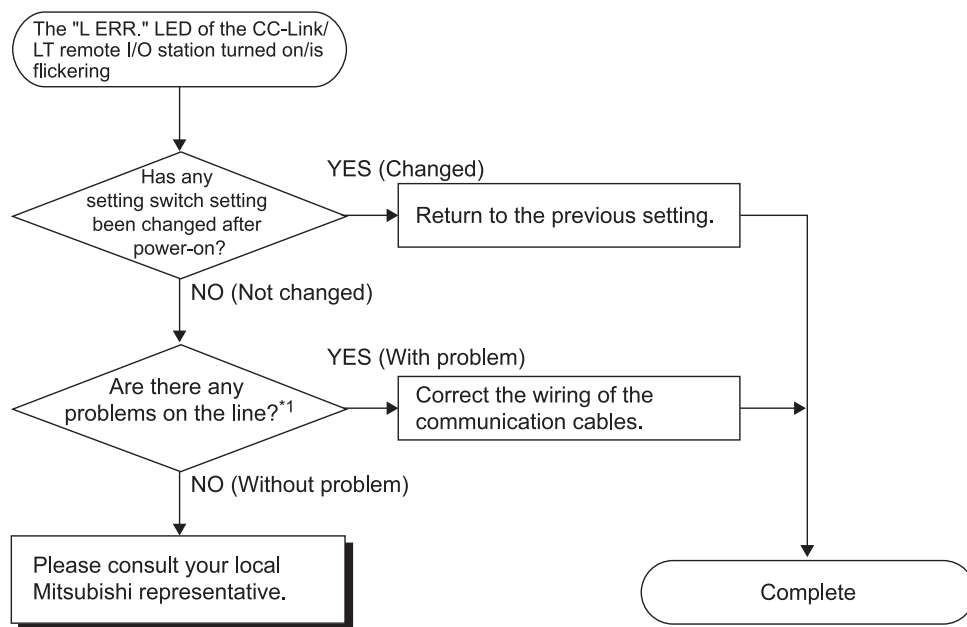 The "L ERR." LED of the CC-Link/
LT remote I/O station turned on/is
flickering
Has any
setting switch setting
been changed after
power-on?
YES (Changed)
Return to the previous setting.
NO (Not changed)
Are there any
problems on the line?*1
YES (With problem)
Correct the wiring of the
communication cables.
NO (Without problem)
Please consult your local
Mitsubishi representative.
Complete